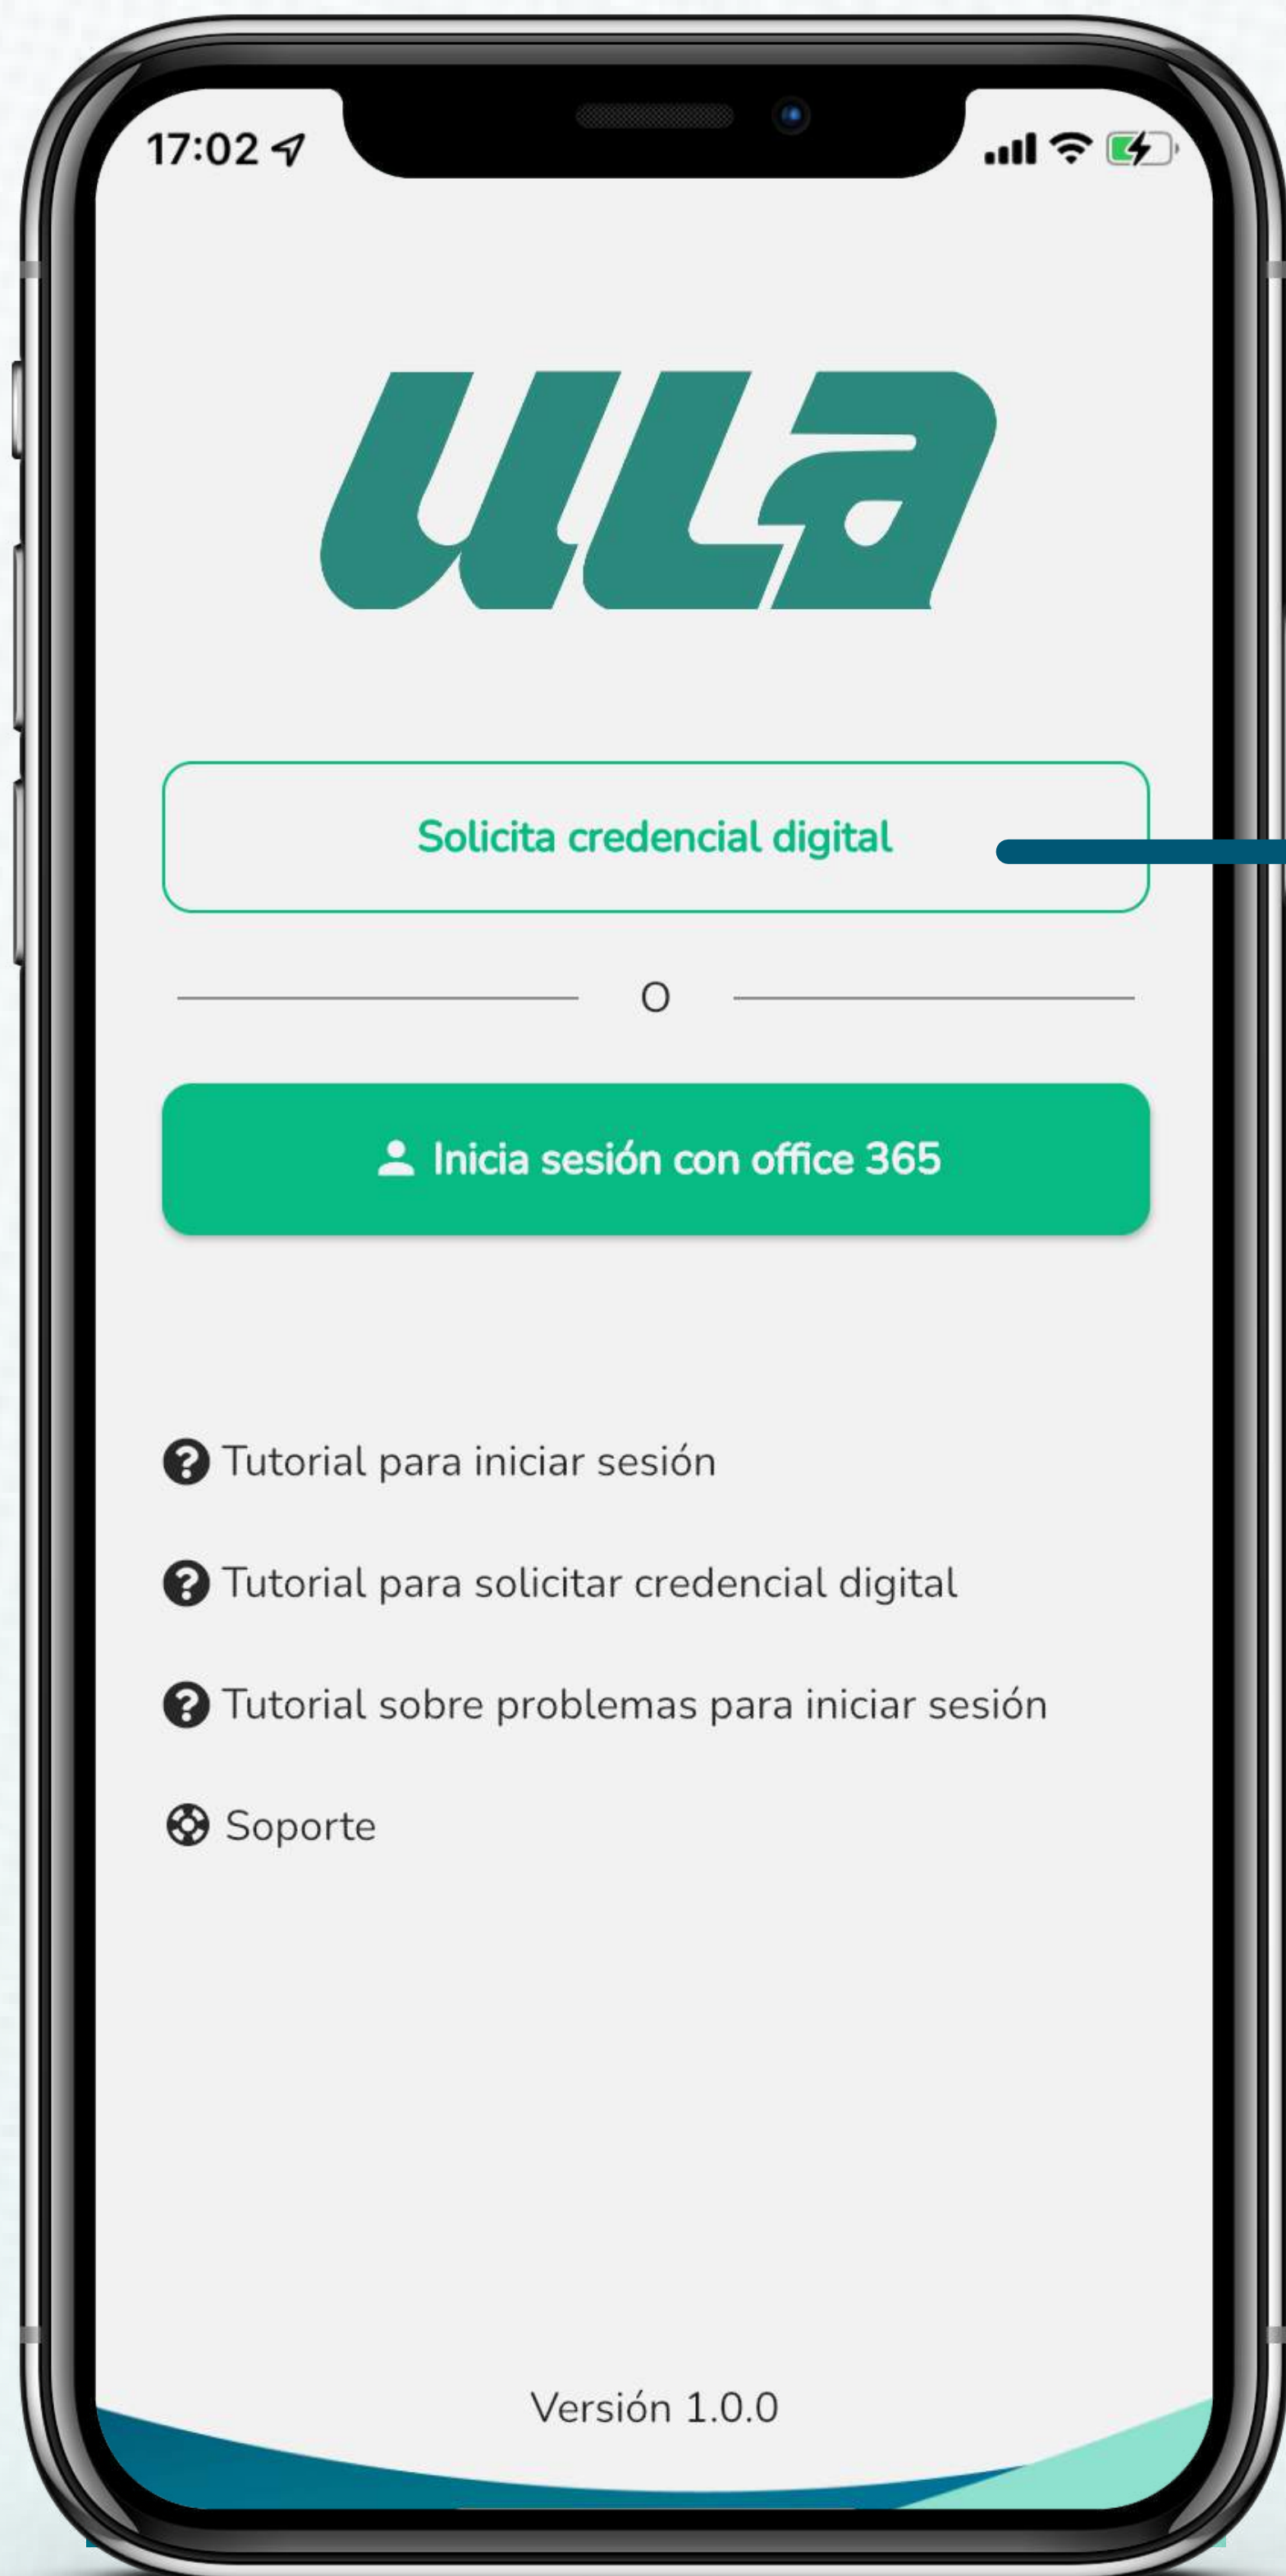 17:02
ula
Solicita credencial digital
O
Inicia sesión con office 365
Tutorial para iniciar sesión
Tutorial para solicitar credencial digital
Tutorial sobre problemas para iniciar sesión
Soporte
Versión 1.0.0